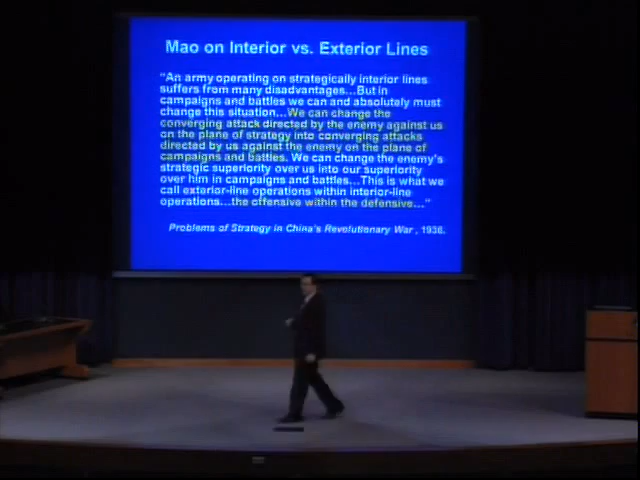 Mao on Interior vs. Exterior Lines
"An army operating on strategically interior lines
suffers from many disadvantages...But in
campaigns and battles we can and absolutely must
change this situation...We can change the
converging attack directed by the enemy against us
on the plane of strategy into converging attacks
directed by us against the enemy on the plane of
campaigns and battles. We can change the enemy's
strategic superiority over us into our superiority
over him in campaigns and battles...This is what we
call exterior-line operations within interior-line
operations...the offensive within the defensive..."
Problems of Strategy in China's Revolutionary War, 1936.